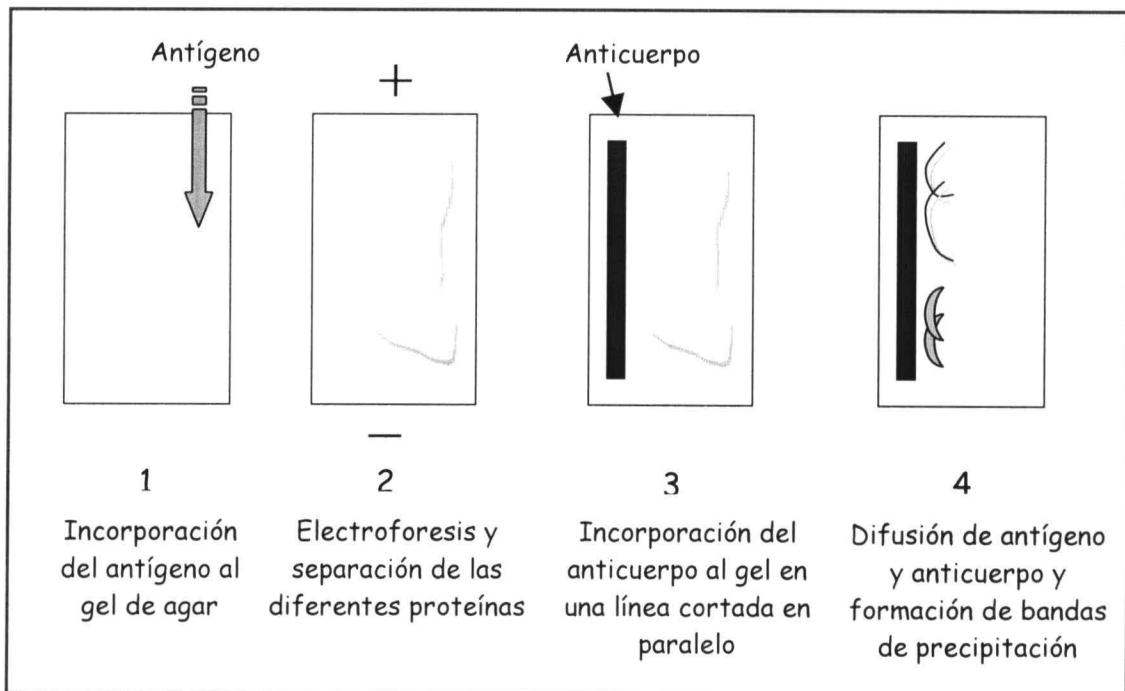 Antígeno
Anticuerpo
+
−
1
Incorporación
del antígeno al
gel de agar
2
Electroforesis y
separación de las
diferentes proteínas
3
Incorporación del
anticuerpo al gel en
una línea cortada en
paralelo
4
Difusión de antígeno
y anticuerpo y
formación de bandas
de precipitación